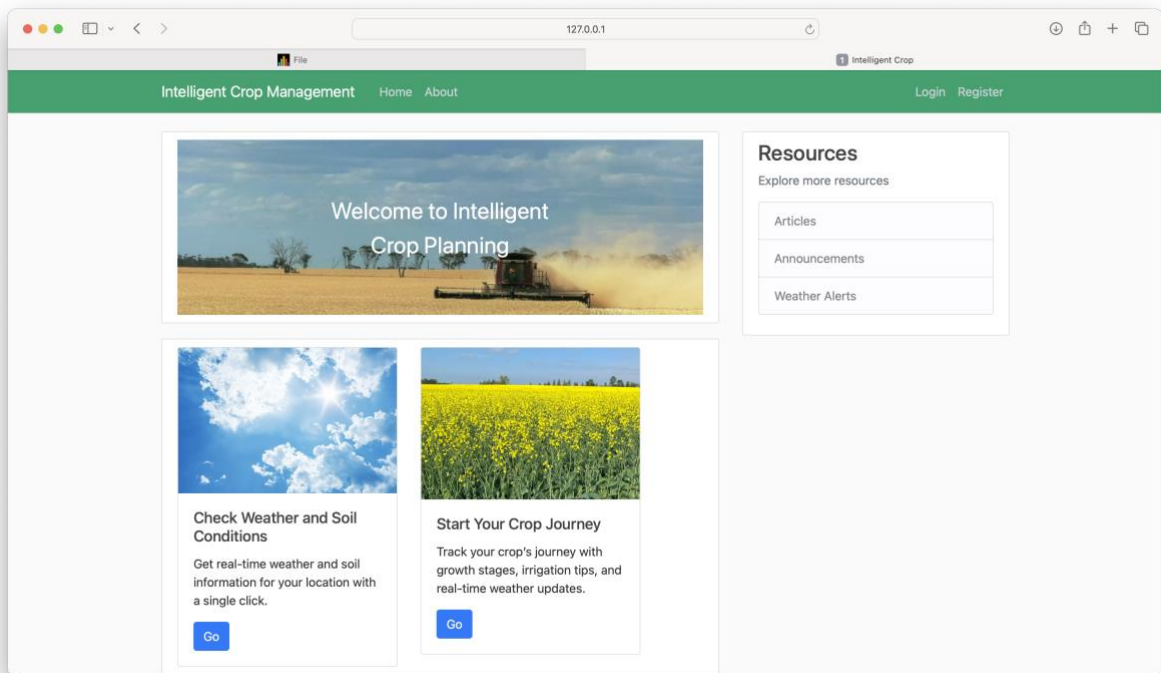 127.0.0.1
File
1 Intelligent Crop
Intelligent Crop Management Home About Login Register
Welcome to Intelligent
Crop Planning
Resources
Explore more resources
Articles
Announcements
Weather Alerts
Check Weather and Soil
Conditions
Get real-time weather and soil
information for your location with
a single click.
Go
Start Your Crop Journey
Track your crop's journey with
growth stages, irrigation tips, and
real-time weather updates.
Go